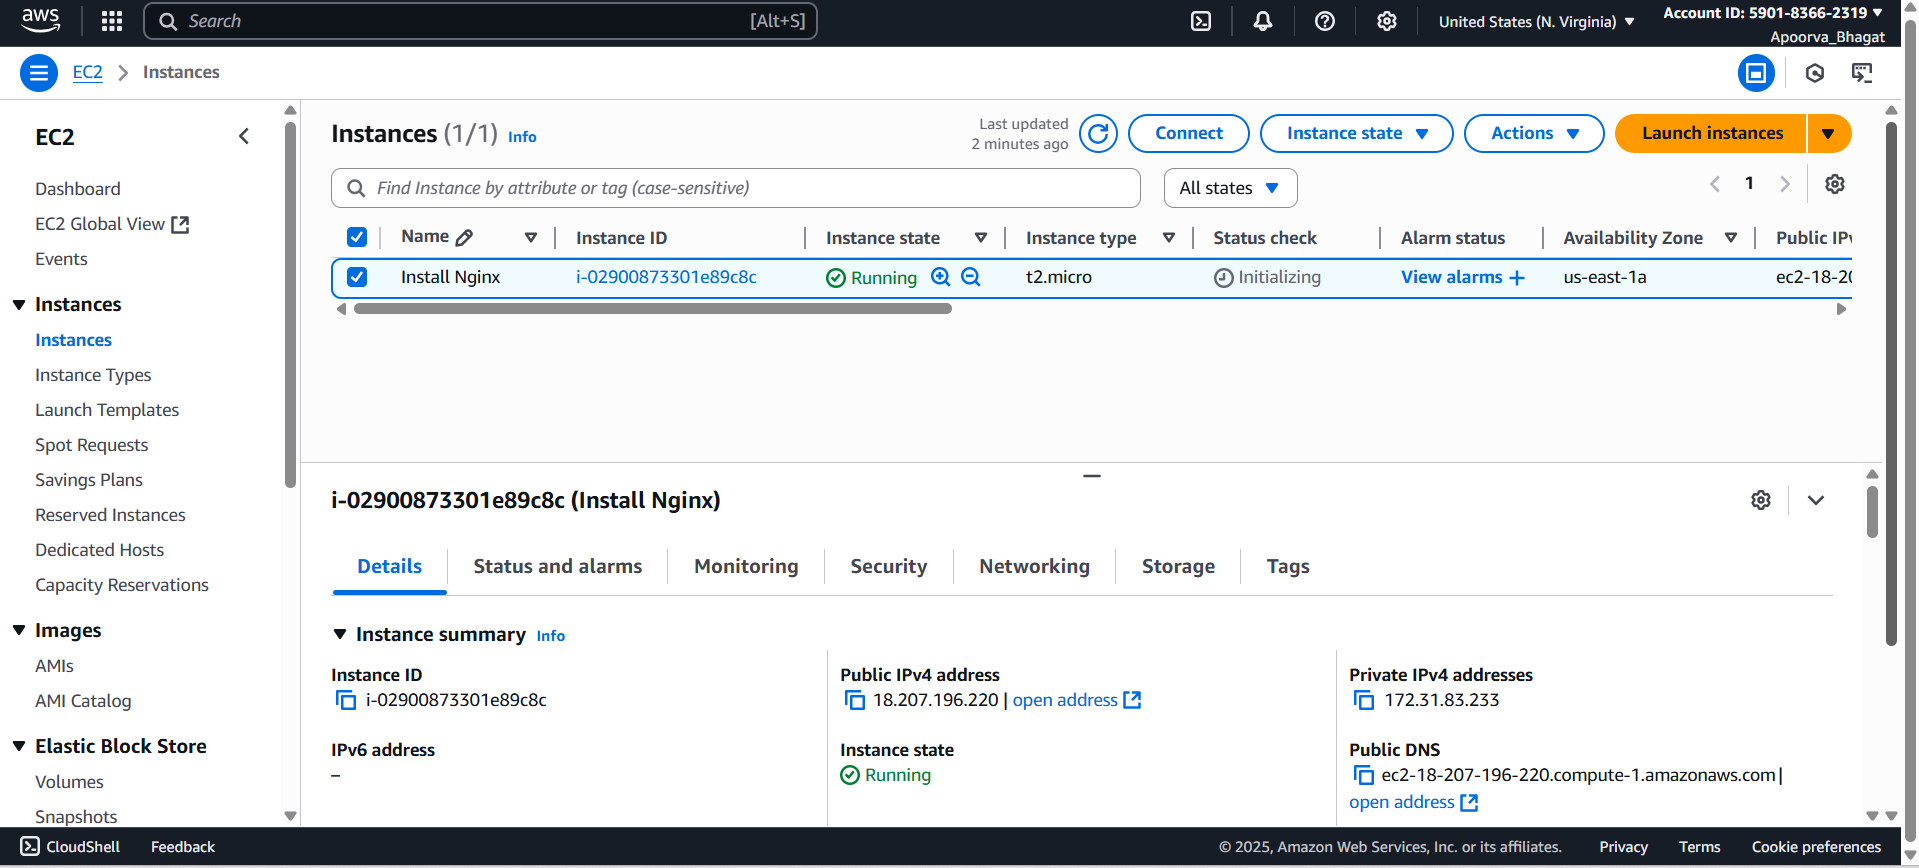 aws
Search [Alt+S]
United States (N. Virginia)
Account ID: 5901-8366-2319
Apoorva_Bhagat
EC2 Instances
EC2
Dashboard
EC2 Global View
Events
Instances
Instances
Instance Types
Launch Templates
Spot Requests
Savings Plans
Reserved Instances
Dedicated Hosts
Capacity Reservations
Images
AMIs
AMI Catalog
Elastic Block Store
Volumes
Snapshots
Instances (1/1) Info
Last updated
2 minutes ago
Connect
Instance state
Actions
Launch instances
Find Instance by attribute or tag (case-sensitive)
All states
1
Name Instance ID Instance state Instance type Status check Alarm status Availability Zone Public IPv
Install Nginx i-02900873301e89c8c Running t2.micro Initializing View alarms + us-east-1a ec2-18-20
i-02900873301e89c8c (Install Nginx)
Details Status and alarms Monitoring Security Networking Storage Tags
Instance summary Info
Instance ID
i-02900873301e89c8c
Public IPv4 address
18.207.196.220 | open address
Private IPv4 addresses
172.31.83.233
IPv6 address
–
Instance state
Running
Public DNS
ec2-18-207-196-220.compute-1.amazonaws.com |
open address
CloudShell Feedback
© 2025, Amazon Web Services, Inc. or its affiliates. Privacy Terms Cookie preferences